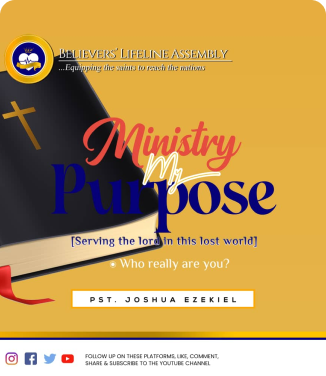 BELIEVERS' LIFELINE ASSEMBLY
...Equipping the saints to reach the nations
Ministry
My
Purpose
[Serving the lord in this lost world]
Who really are you?
PST. JOSHUA EZEKIEL
FOLLOW UP ON THESE PLATFORMS, LIKE, COMMENT,
SHARE & SUBSCRIBE TO THE YOUTUBE CHANNEL